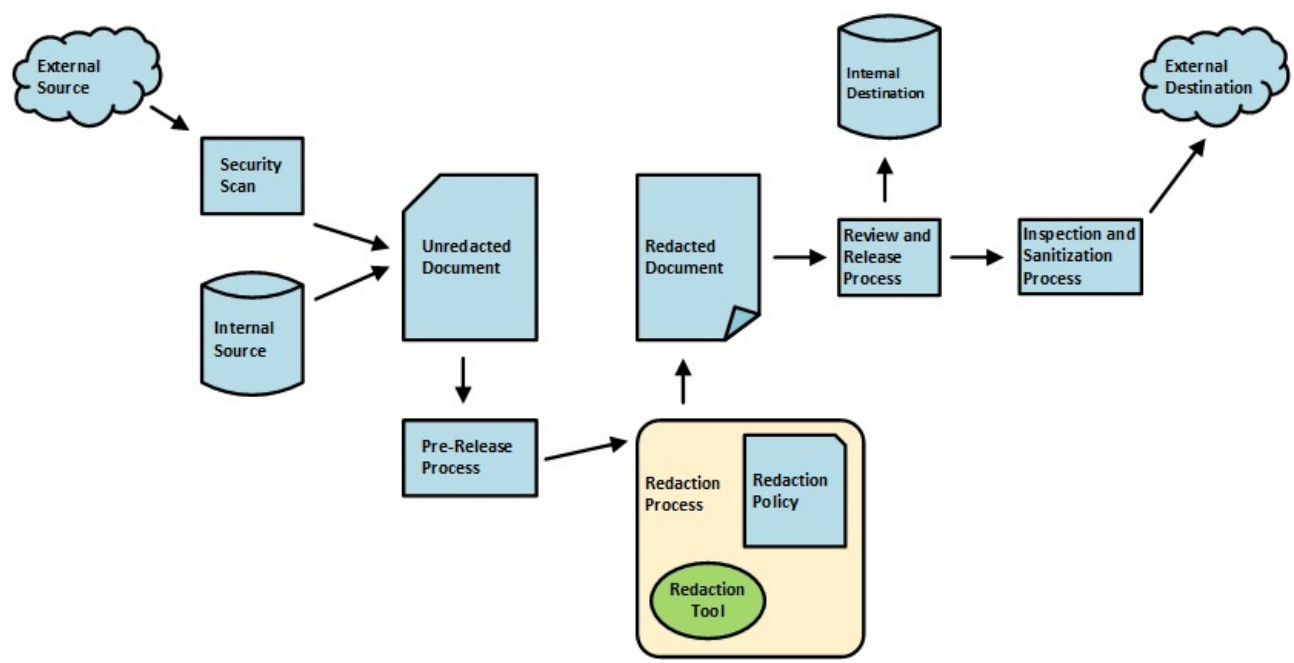 External
Source
Security
Scan
Internal
Source
Unredacted
Document
Pre-Release
Process
Redaction
Process
Redaction
Policy
Redaction
Tool
Redacted
Document
Review and
Release
Process
Internal
Destination
Inspection and
Sanitization
Process
External
Destination